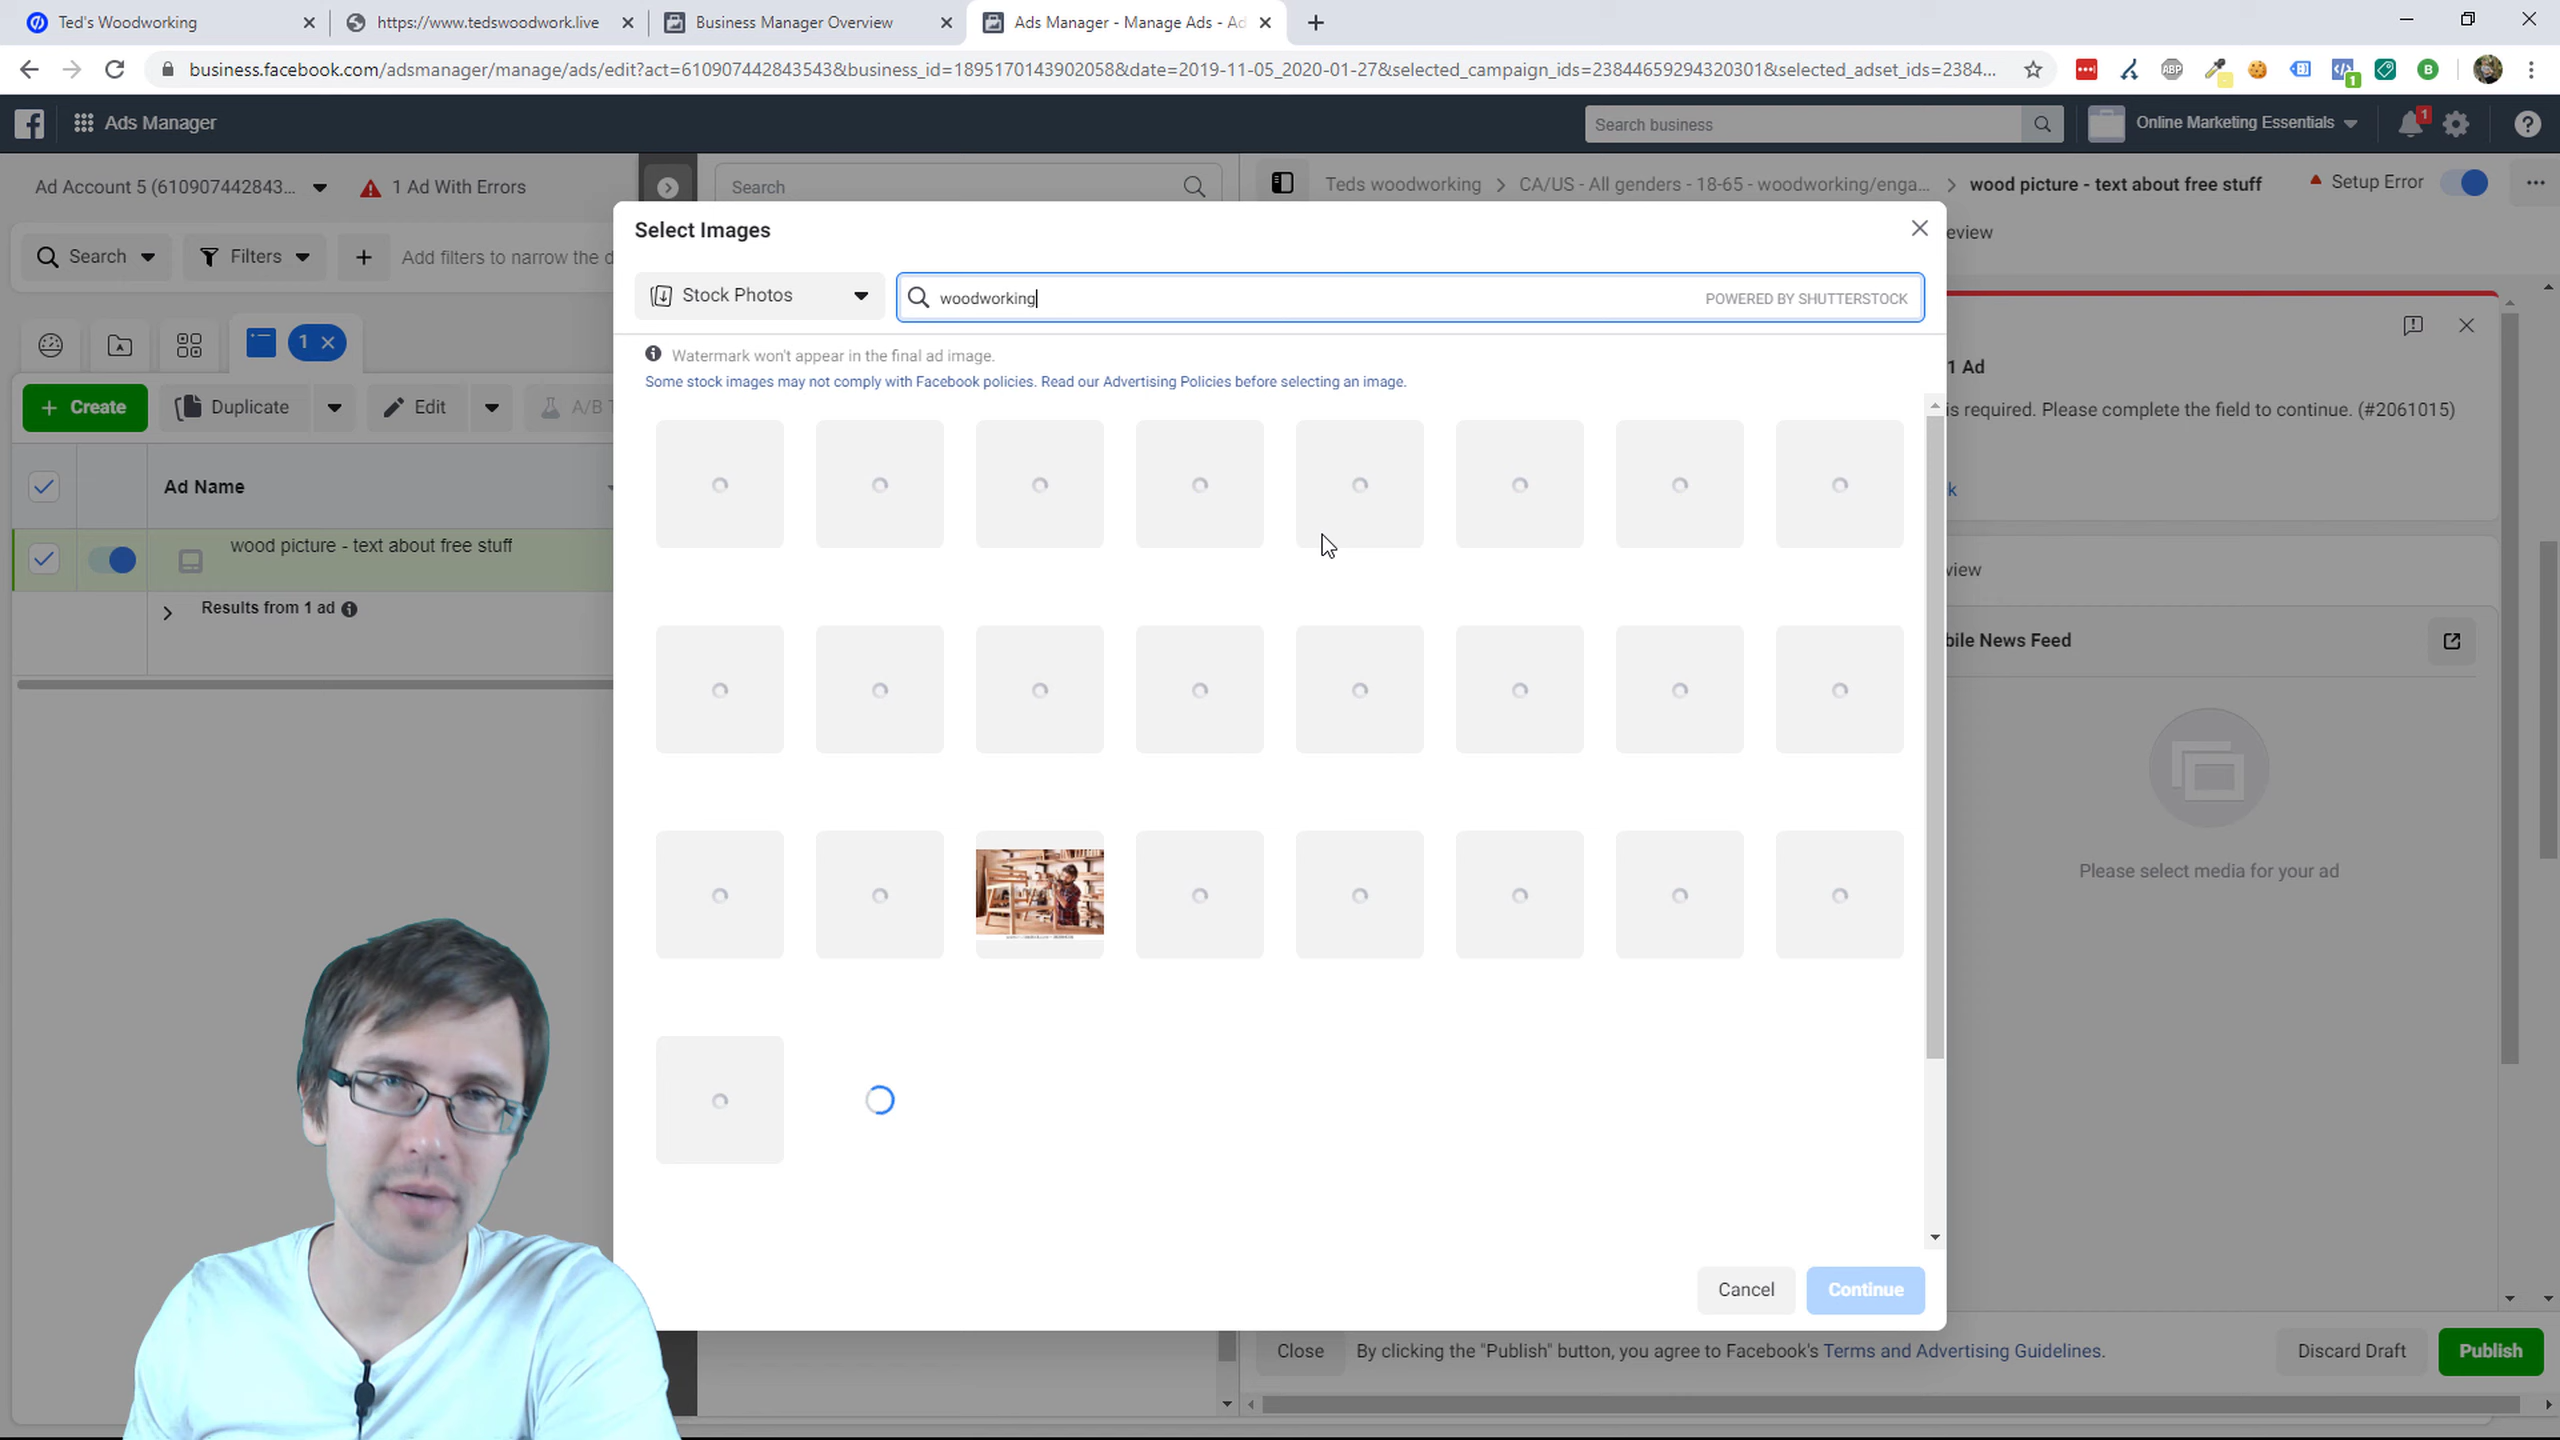 Ted's Woodworking
https://www.tedswoodwork.live
Business Manager Overview
Ads Manager - Manage Ads - Ad
business.facebook.com/adsmanager/manage/ads/edit?act=610907442843543&business_id=1895170143902058&date=2019-11-05_2020-01-27&selected_campaign_ids=23844659294320301&selected_adset_ids=2384...
ABP
1
B
Ads Manager
Search business
Online Marketing Essentials
1
Ad Account 5 (610907442843...
1 Ad With Errors
Search
Teds woodworking
CA/US - All genders - 18-65 - woodworking/enga...
wood picture - text about free stuff
Setup Error
Search
Filters
Add filters to narrow the d
eview
1
Create
Duplicate
Edit
A/B T
Ad Name
wood picture - text about free stuff
Results from 1 ad
Select Images
Stock Photos
woodworking
POWERED BY SHUTTERSTOCK
Watermark won't appear in the final ad image.
Some stock images may not comply with Facebook policies. Read our Advertising Policies before selecting an image.
1 Ad
is required. Please complete the field to continue. (#2061015)
k
view
bile News Feed
Please select media for your ad
Cancel
Continue
Close
By clicking the "Publish" button, you agree to Facebook's Terms and Advertising Guidelines.
Discard Draft
Publish